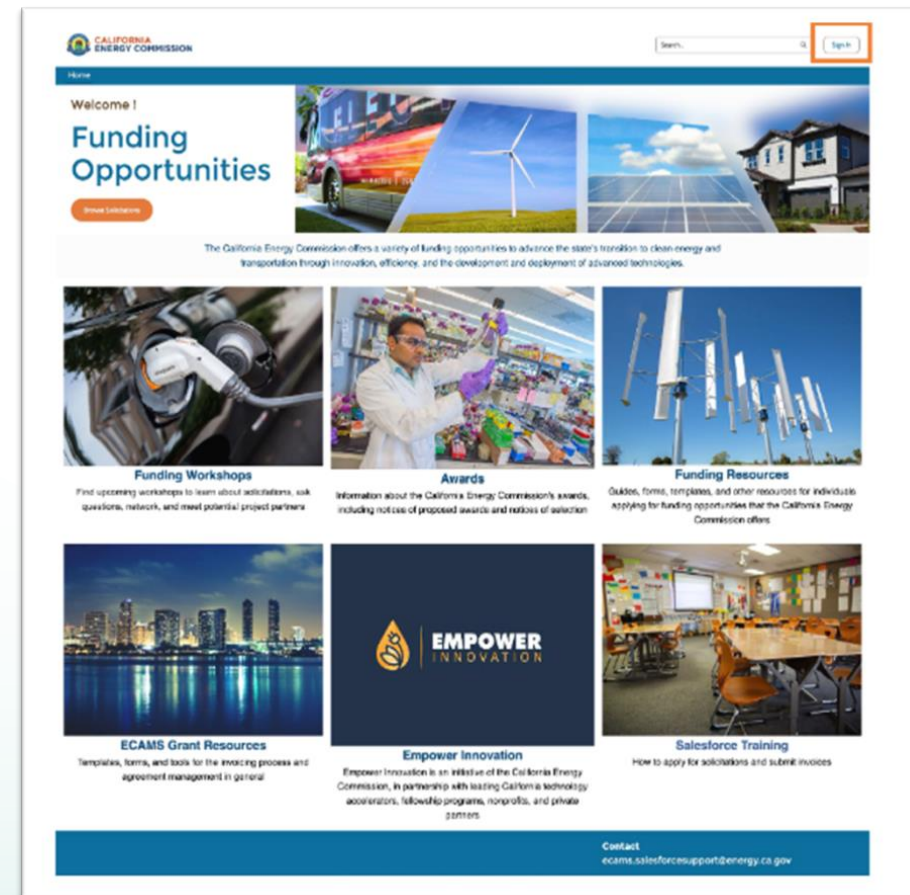 CALIFORNIA
ENERGY COMMISSION
Search...
Sign In
Home
Welcome !
Funding
Opportunities
Browse Solicitations
The California Energy Commission offers a variety of funding opportunities to advance the state's transition to clean energy and
transportation through innovation, efficiency, and the development and deployment of advanced technologies.
Funding Workshops
Find upcoming workshops to learn about solicitations, ask
questions, network, and meet potential project partners
Awards
Information about the California Energy Commission's awards,
including notices of proposed awards and notices of selection
Funding Resources
Guides, forms, templates, and other resources for individuals
applying for funding opportunities that the California Energy
Commission offers
ECAMS Grant Resources
Templates, forms, and tools for the invoicing process and
agreement management in general
EMPOWER
INNOVATION
Empower Innovation
Empower Innovation is an initiative of the California Energy
Commission, in partnership with leading California technology
accelerators, fellowship programs, nonprofits, and private
partners
Salesforce Training
How to apply for solicitations and submit invoices
Contact
ecams.salesforcesupport@energy.ca.gov